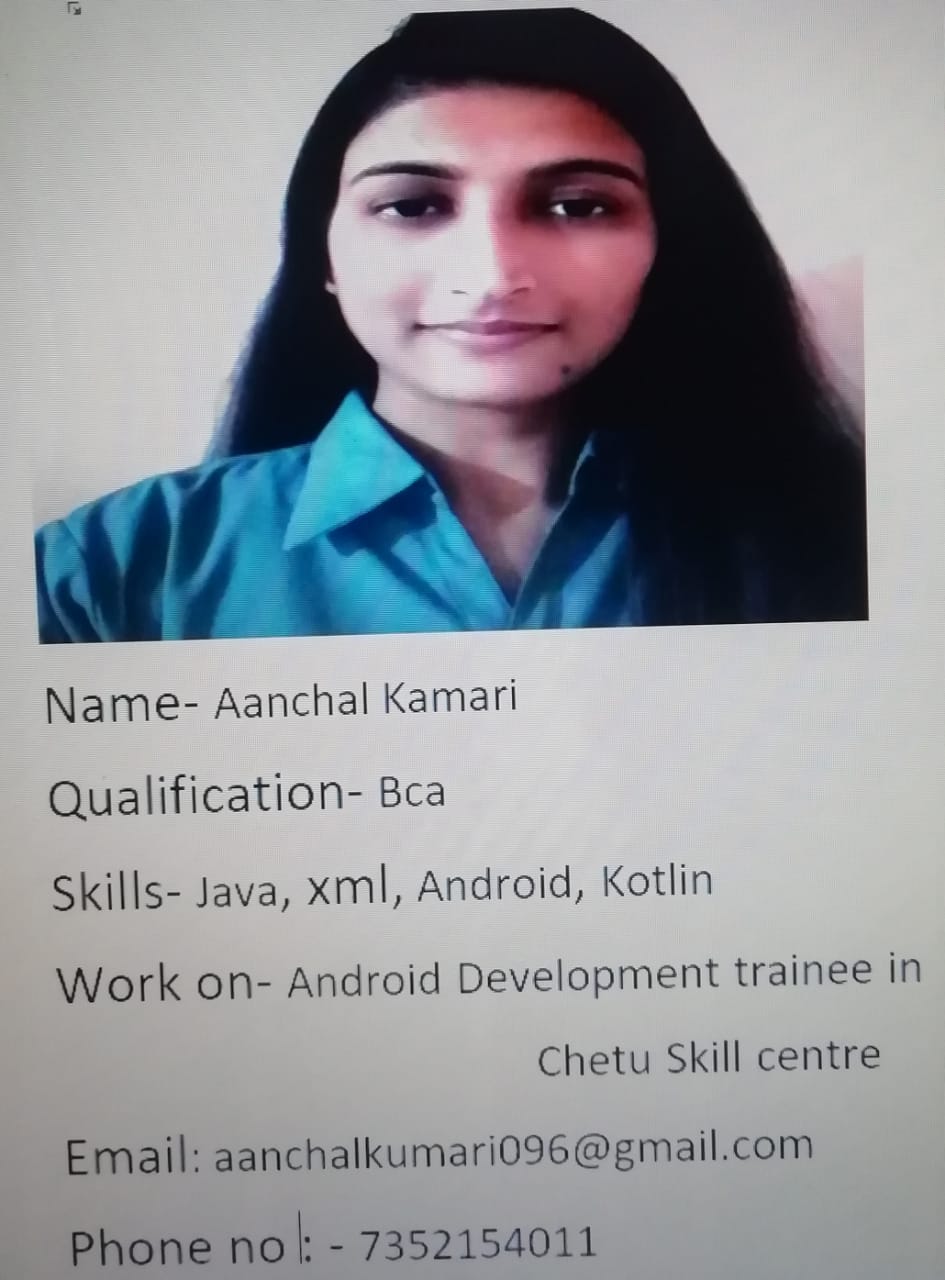 Name- Aanchal Kamari
Qualification- Bca
Skills- Java, xml, Android, Kotlin
Work on- Android Development trainee in
Chetu Skill centre
Email: aanchalkumari096@gmail.com
Phone no : - 7352154011